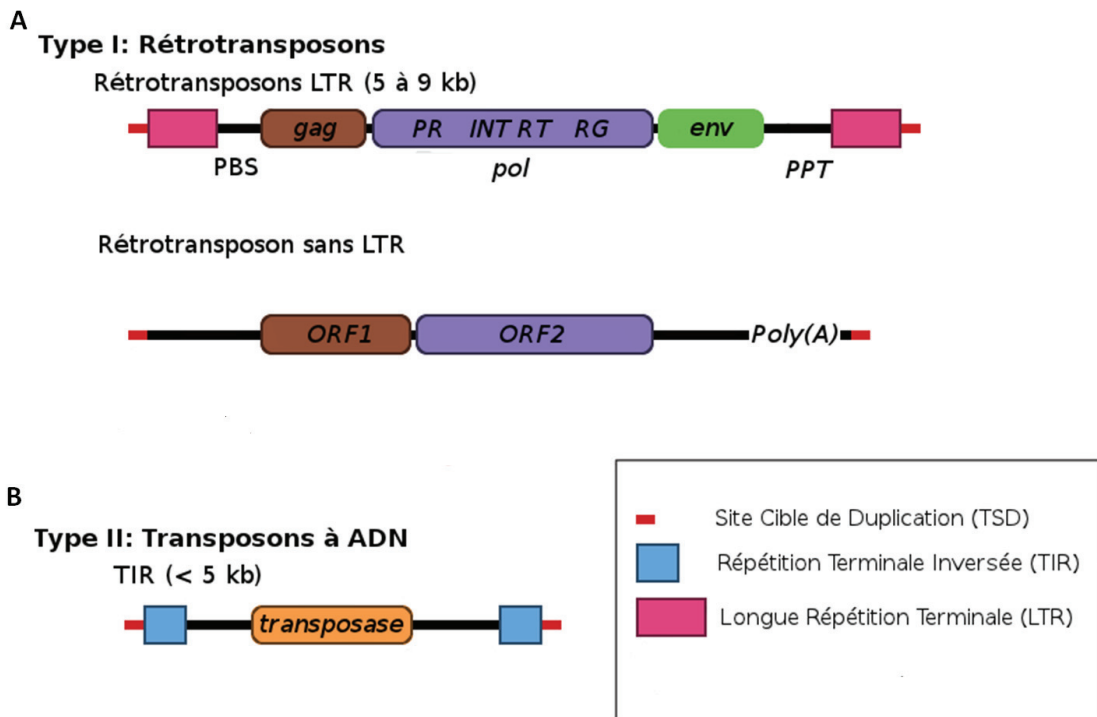 A
Type I: Rétrotransposons
Rétrotransposons LTR (5 à 9 kb)
gag PR INT RT RG env
PBS pol PPT
Rétrotransposon sans LTR
ORF1 ORF2 Poly(A)
B
Type II: Transposons à ADN
TIR (< 5 kb)
transposase
Site Cible de Duplication (TSD)
Répétition Terminale Inversée (TIR)
Longue Répétition Terminale (LTR)